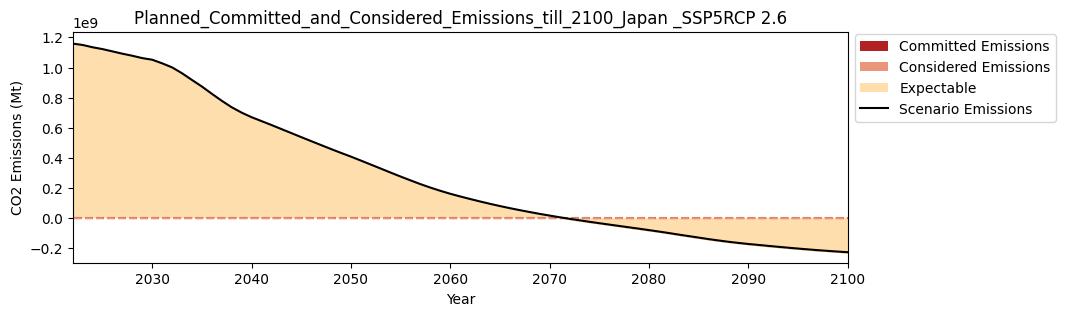 Planned_Committed_and_Considered_Emissions_till_2100_Japan _SSP5RCP 2.6
1e9
1.2
1.0
0.8
0.6
0.4
0.2
0.0
−0.2
CO2 Emissions (Mt)
2030 2040 2050 2060 2070 2080 2090 2100
Year
Committed Emissions
Considered Emissions
Expectable
Scenario Emissions